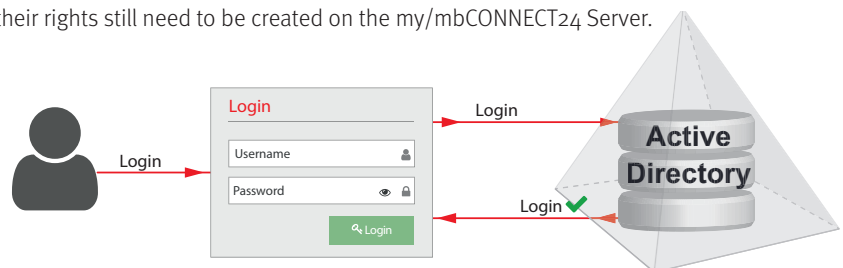 their rights still need to be created on the my/mbCONNECT24 Server.
Login
Login
Username
Password
Login
Login
Login
Active
Directory